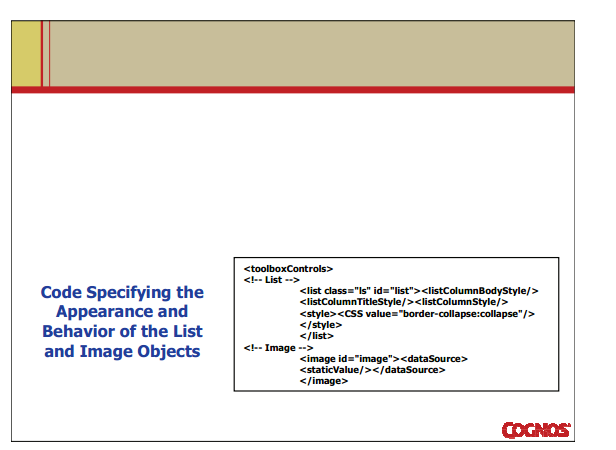 Code Specifying the
Appearance and
Behavior of the List
and Image Objects
<toolboxControls>
<!-- List -->
<list class="ls" id="list"><listColumnBodyStyle/>
<listColumnTitleStyle/><listColumnStyle/>
<style><CSS value="border-collapse:collapse"/>
</style>
</list>
<!-- Image -->
<image id="image"><dataSource>
<staticValue/></dataSource>
</image>
COGNOS